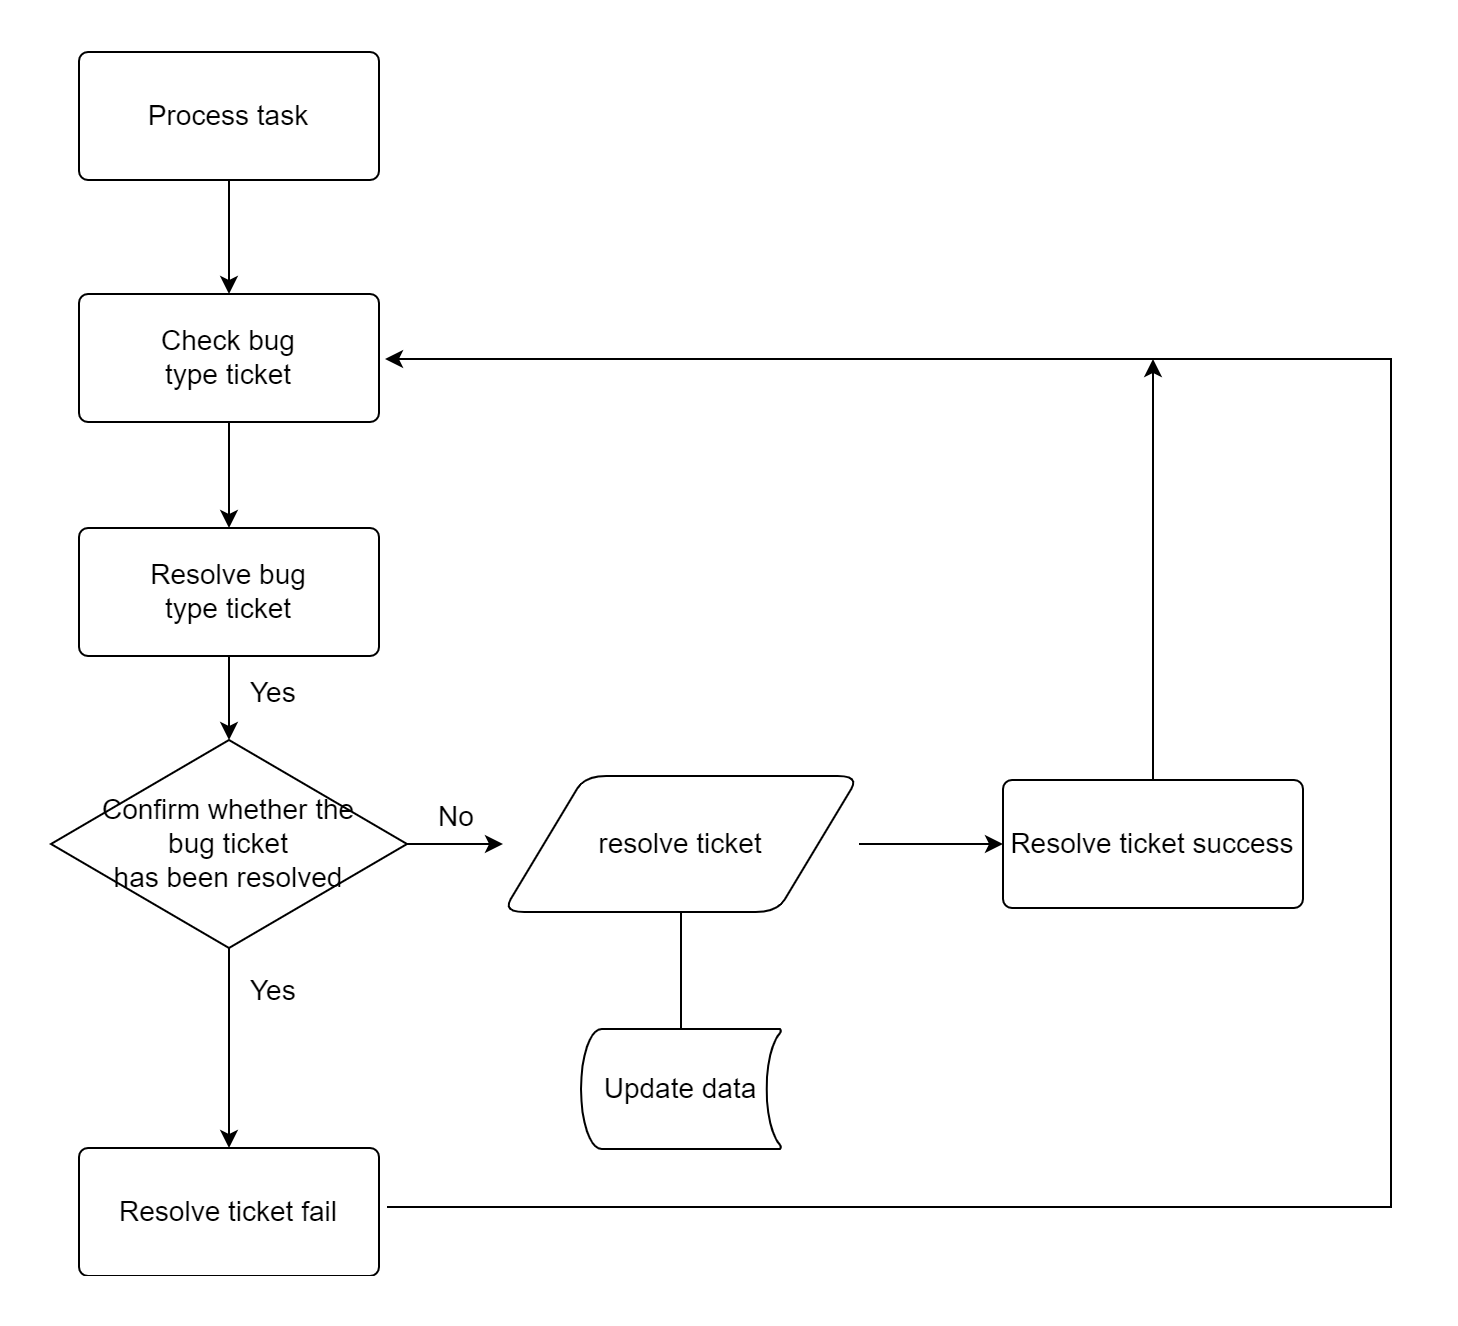 Process task
Check bug
type ticket
Resolve bug
type ticket
Yes
Confirm whether the
bug ticket
has been resolved
No
resolve ticket
Resolve ticket success
Yes
Update data
Resolve ticket fail